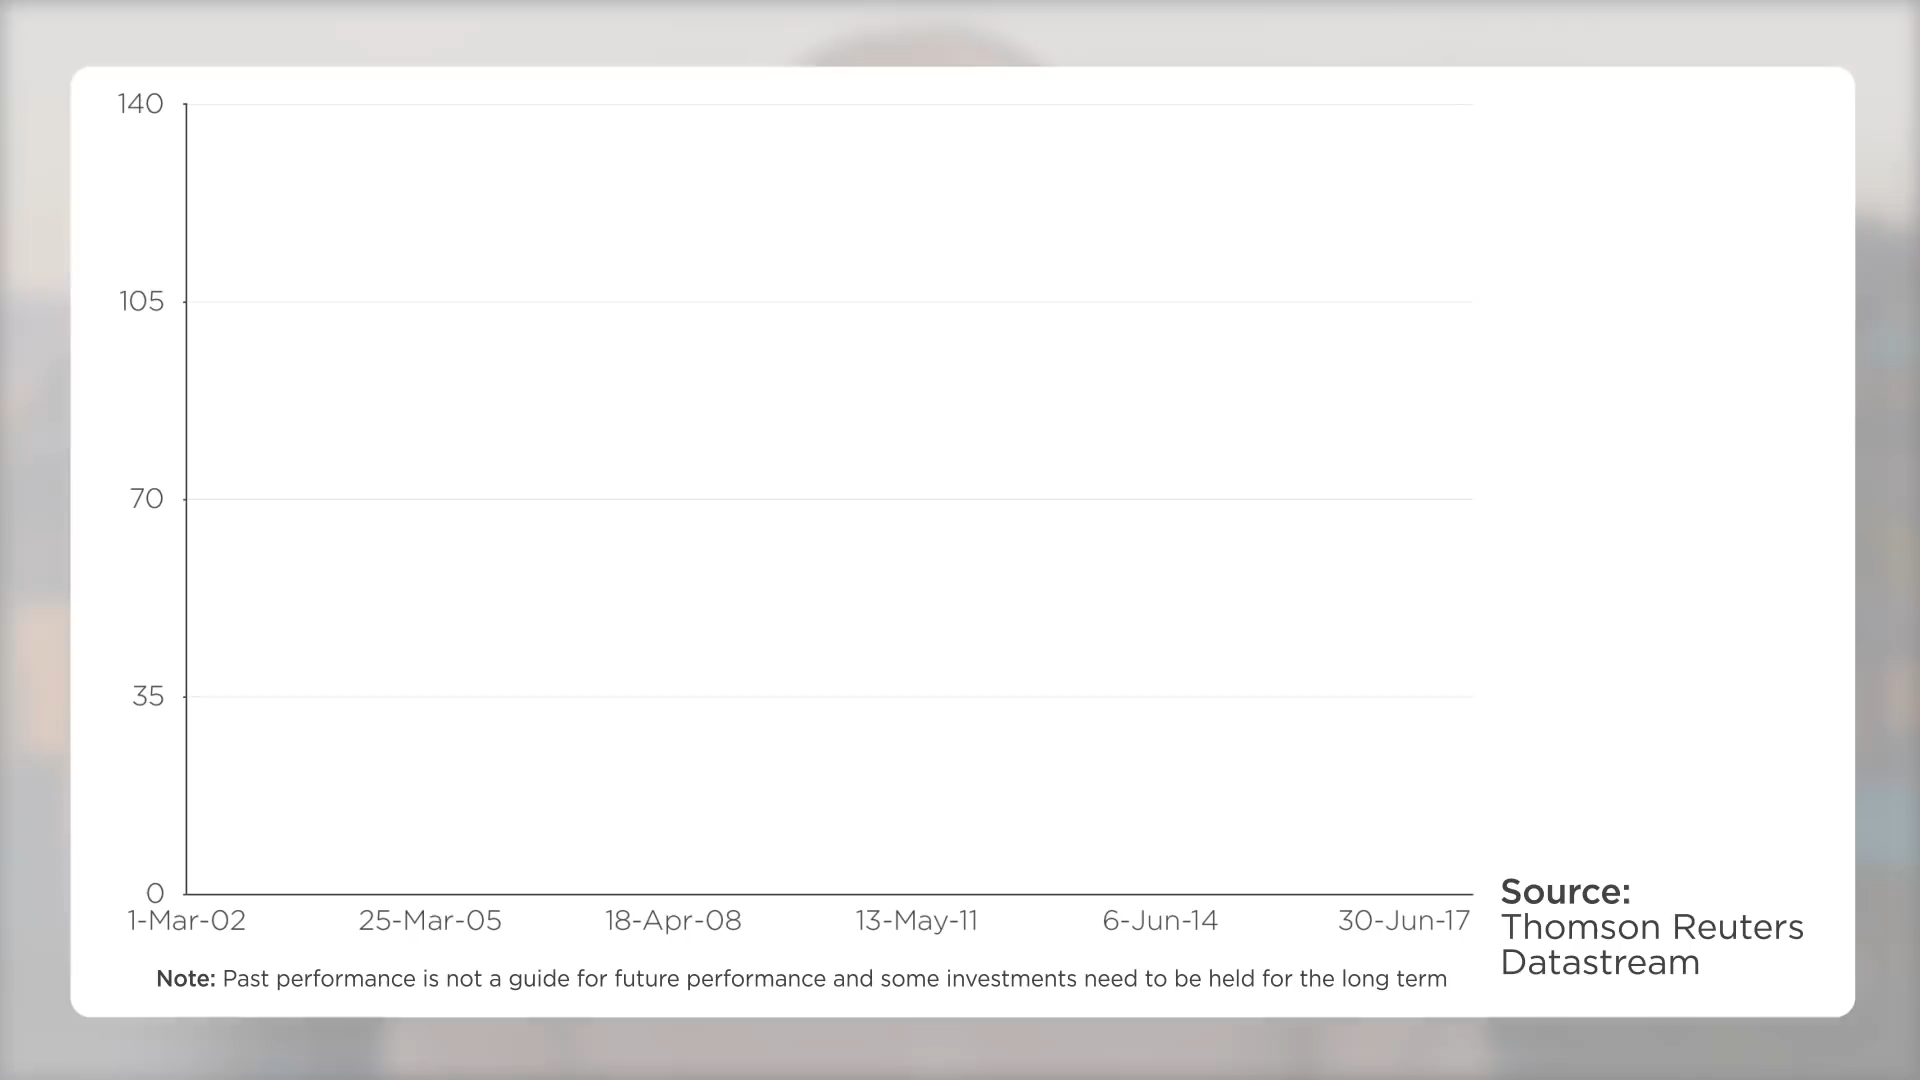 140
105
70
35
0
1-Mar-02 25-Mar-05 18-Apr-08 13-May-11 6-Jun-14 30-Jun-17
Note: Past performance is not a guide for future performance and some investments need to be held for the long term
Source:
Thomson Reuters
Datastream